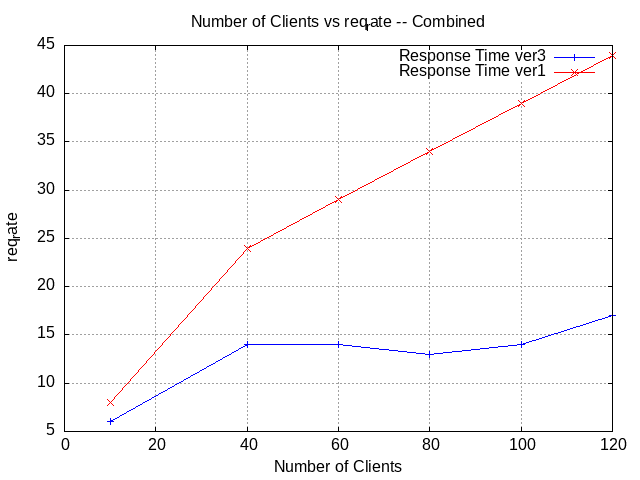 Number of Clients vs reqrate -- Combined
45
Response Time ver3
Response Time ver1
40
35
30
25
reqrate
20
15
10
5
0 20 40 60 80 100 120
Number of Clients